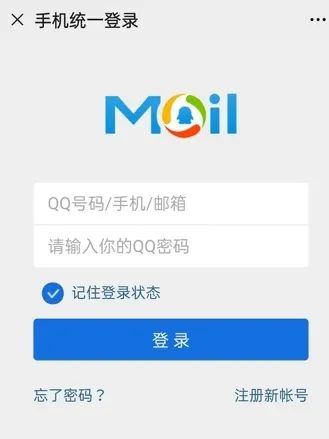 手机统一登录
Mail
QQ号码/手机/邮箱
请输入你的QQ密码
记住登录状态
登录
忘了密码？
注册新帐号